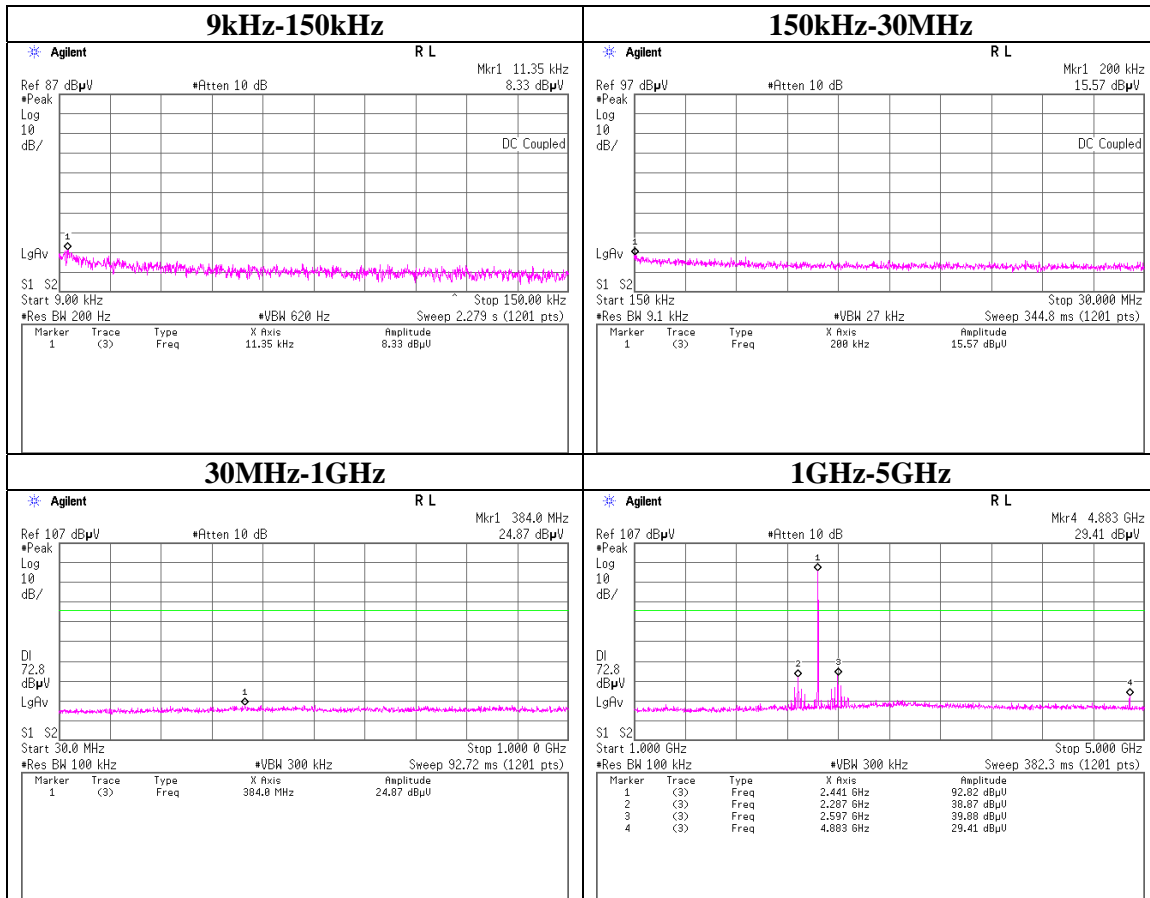 9kHz-150kHz
Agilent R L
Mkr1 11.35 kHz
Ref 87 dBµV #Atten 10 dB 8.33 dBµV
#Peak
Log
10
dB/
DC Coupled
1
LgAv
S1 S2
Start 9.00 kHz ^ Stop 150.00 kHz
#Res BW 200 Hz #VBW 620 Hz Sweep 2.279 s (1201 pts)
Marker Trace Type X Axis Amplitude
1 (3) Freq 11.35 kHz 8.33 dBµV
150kHz-30MHz
Agilent R L
Mkr1 200 kHz
Ref 97 dBµV #Atten 10 dB 15.57 dBµV
#Peak
Log
10
dB/
DC Coupled
1
LgAv
S1 S2
Start 150 kHz Stop 30.000 MHz
#Res BW 9.1 kHz #VBW 27 kHz Sweep 344.8 ms (1201 pts)
Marker Trace Type X Axis Amplitude
1 (3) Freq 200 kHz 15.57 dBµV
30MHz-1GHz
Agilent R L
Mkr1 384.0 MHz
Ref 107 dBµV #Atten 10 dB 24.87 dBµV
#Peak
Log
10
dB/
DI
72.8
dBµV
LgAv
1
S1 S2
Start 30.0 MHz Stop 1.000 0 GHz
#Res BW 100 kHz #VBW 300 kHz Sweep 92.72 ms (1201 pts)
Marker Trace Type X Axis Amplitude
1 (3) Freq 384.0 MHz 24.87 dBµV
1GHz-5GHz
Agilent R L
Mkr4 4.883 GHz
Ref 107 dBµV #Atten 10 dB 29.41 dBµV
#Peak
Log
10
dB/
1
DI
72.8
dBµV
LgAv
2 3
4
S1 S2
Start 1.000 GHz Stop 5.000 GHz
#Res BW 100 kHz #VBW 300 kHz Sweep 382.3 ms (1201 pts)
Marker Trace Type X Axis Amplitude
1 (3) Freq 2.441 GHz 92.82 dBµV
2 (3) Freq 2.287 GHz 38.87 dBµV
3 (3) Freq 2.597 GHz 39.88 dBµV
4 (3) Freq 4.883 GHz 29.41 dBµV